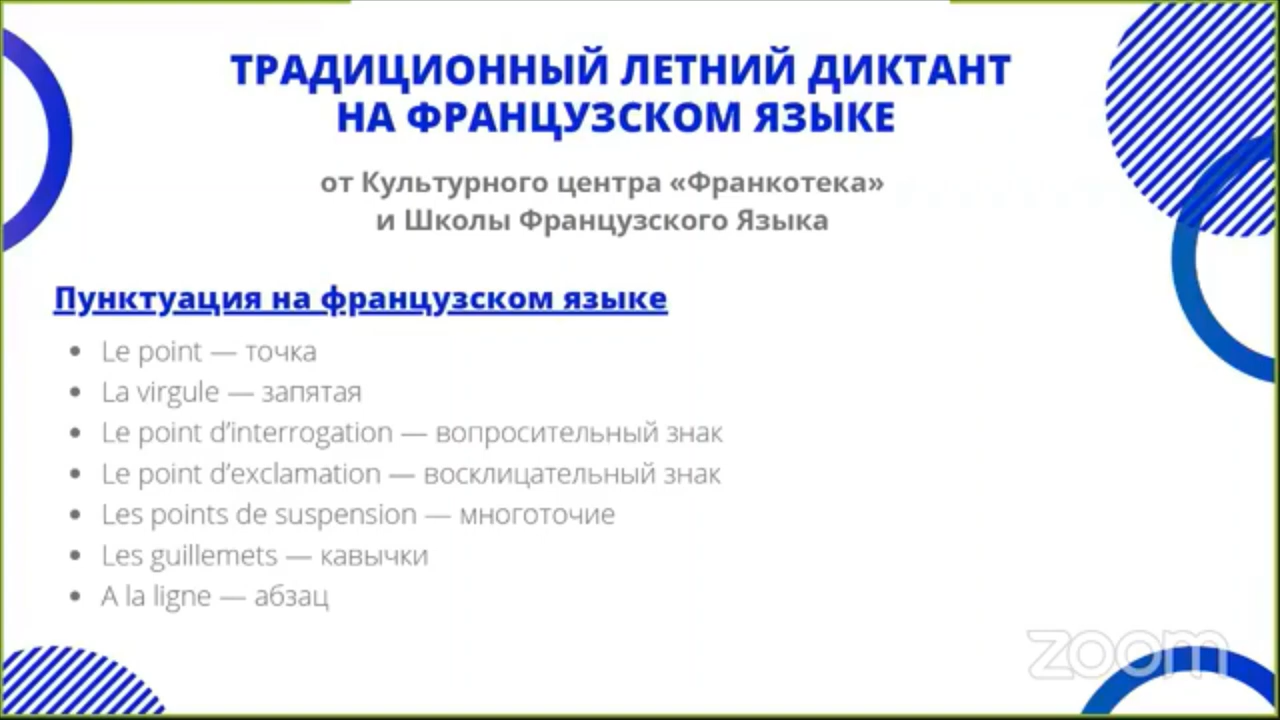 ТРАДИЦИОННЫЙ ЛЕТНИЙ ДИКТАНТ
НА ФРАНЦУЗСКОМ ЯЗЫКЕ
от Культурного центра «Франкотека»
и Школы Французского Языка
Пунктуация на французском языке
• Le point — точка
• La virgule — запятая
• Le point d’interrogation — вопросительный знак
• Le point d’exclamation — восклицательный знак
• Les points de suspension — многоточие
• Les guillemets — кавычки
• A la ligne — абзац
zoom